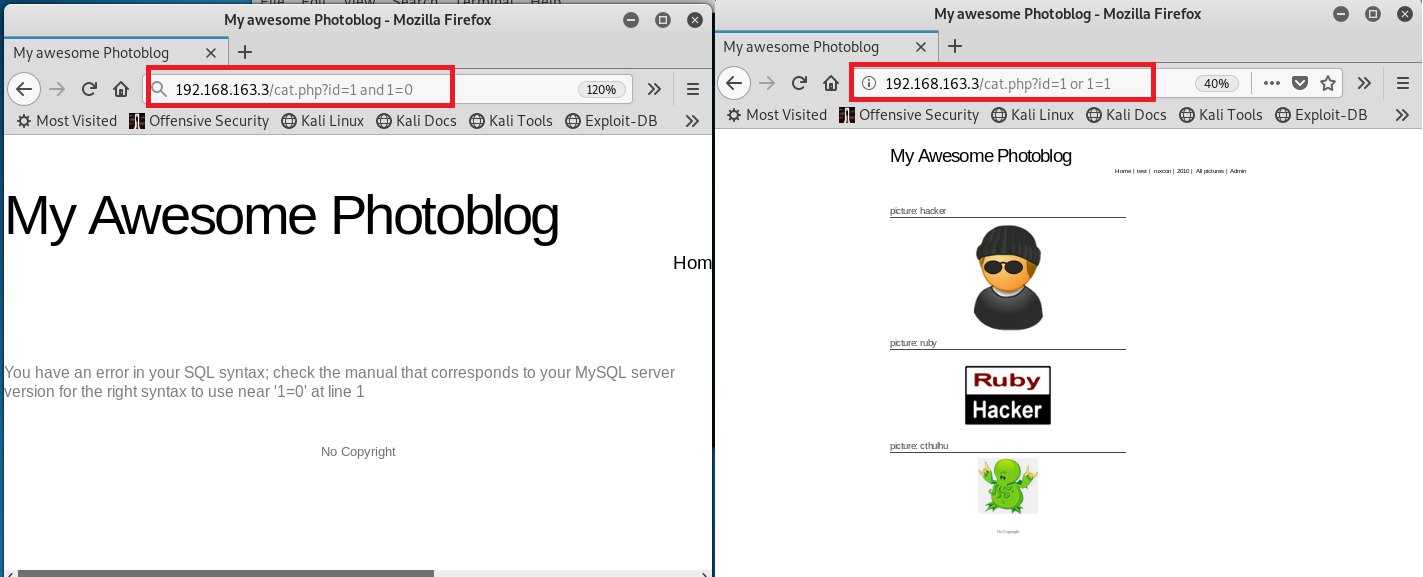 File Edit View Search Terminal Help
My awesome Photoblog - Mozilla Firefox
My awesome Photoblog
192.168.163.3/cat.php?id=1 and 1=0
120%
Most Visited Offensive Security Kali Linux Kali Docs Kali Tools Exploit-DB
My Awesome Photoblog
Hom
You have an error in your SQL syntax; check the manual that corresponds to your MySQL server
version for the right syntax to use near '1=0' at line 1
No Copyright
My awesome Photoblog - Mozilla Firefox
My awesome Photoblog
192.168.163.3/cat.php?id=1 or 1=1
40%
Most Visited Offensive Security Kali Linux Kali Docs Kali Tools Exploit-DB
My Awesome Photoblog
Home | test | ruxcon | 2010 | All pictures | Admin
picture: hacker
picture: ruby
Ruby
Hacker
picture: cthulhu
No Copyright